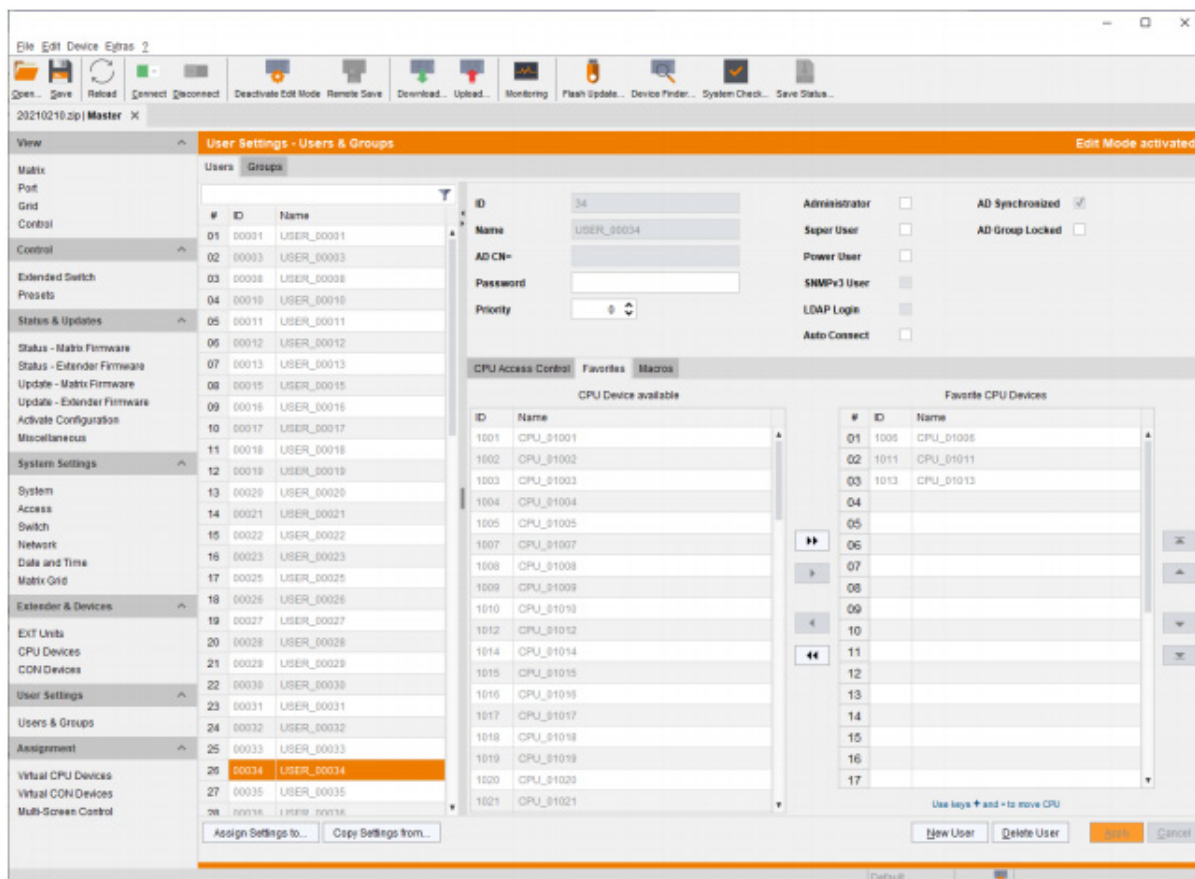 File Edit Device Extras ?
Open... Save Reload Connect Disconnect Deactivate Edit Mode Remote Save Download... Upload... Monitoring Flash Update... Device Finder... System Check... Save Status...
20210210.zip | Master X
View
Matrix
Port
Grid
Control
Control
Extended Switch
Presets
Status & Updates
Status - Matrix Firmware
Status - Extender Firmware
Update - Matrix Firmware
Update - Extender Firmware
Activate Configuration
Miscellaneous
System Settings
System
Access
Switch
Network
Date and Time
Matrix Grid
Extender & Devices
EXT Units
CPU Devices
CON Devices
User Settings
Users & Groups
Assignment
Virtual CPU Devices
Virtual CON Devices
Multi-Screen Control
User Settings - Users & Groups Edit Mode activated
Users Groups
# ID Name
01 00001 USER_00001
02 00003 USER_00003
03 00008 USER_00008
04 00010 USER_00010
05 00011 USER_00011
06 00012 USER_00012
07 00013 USER_00013
08 00015 USER_00015
09 00016 USER_00016
10 00017 USER_00017
11 00018 USER_00018
12 00019 USER_00019
13 00020 USER_00020
14 00021 USER_00021
15 00022 USER_00022
16 00023 USER_00023
17 00025 USER_00025
18 00026 USER_00026
19 00027 USER_00027
20 00028 USER_00028
21 00029 USER_00029
22 00030 USER_00030
23 00031 USER_00031
24 00032 USER_00032
25 00033 USER_00033
26 00034 USER_00034
27 00035 USER_00035
28 00036 USER_00036
Assign Settings to... Copy Settings from...
ID 34
Name USER_00034
AD CN=
Password
Priority 0
Administrator
Super User
Power User
SNMPv3 User
LDAP Login
Auto Connect
AD Synchronized
AD Group Locked
CPU Access Control Favorites Macros
CPU Device available
ID Name
1001 CPU_01001
1002 CPU_01002
1003 CPU_01003
1004 CPU_01004
1005 CPU_01005
1007 CPU_01007
1008 CPU_01008
1009 CPU_01009
1010 CPU_01010
1012 CPU_01012
1014 CPU_01014
1015 CPU_01015
1016 CPU_01016
1017 CPU_01017
1018 CPU_01018
1019 CPU_01019
1020 CPU_01020
1021 CPU_01021
Favorite CPU Devices
# ID Name
01 1006 CPU_01006
02 1011 CPU_01011
03 1013 CPU_01013
04
05
06
07
08
09
10
11
12
13
14
15
16
17
Use keys + and - to move CPU
New User Delete User Apply Cancel
Default